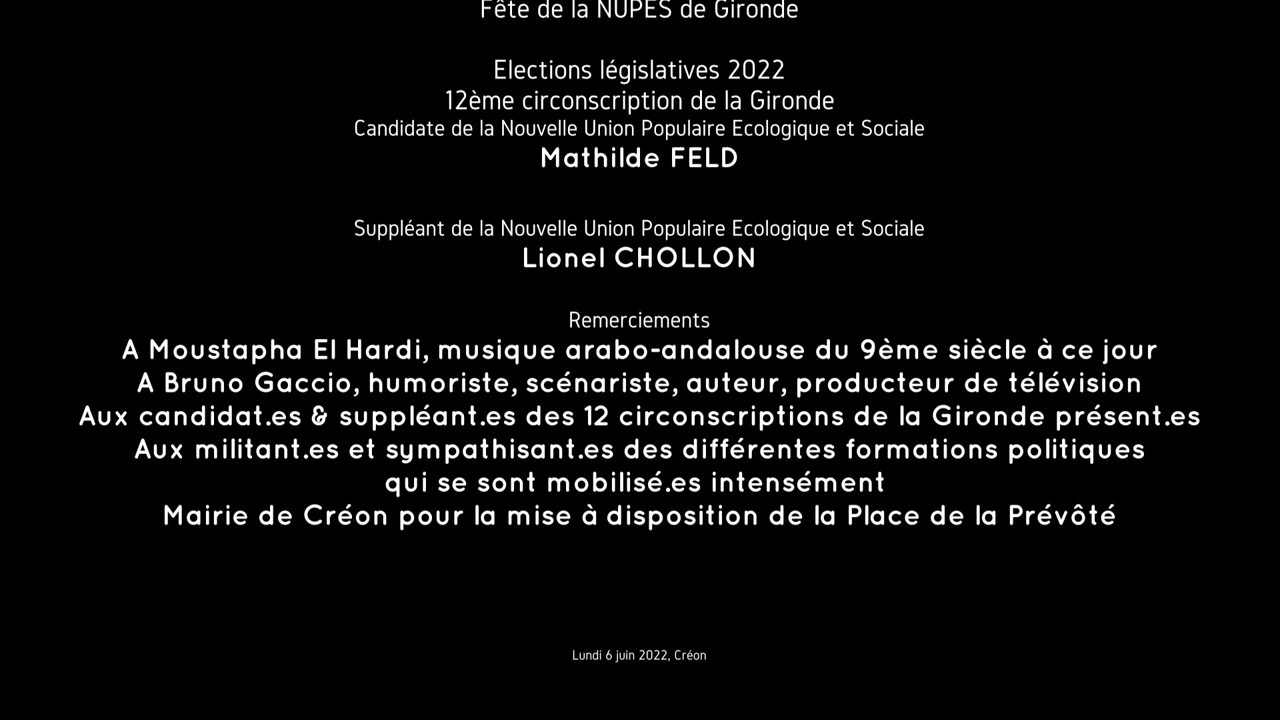 Fête de la NUPES de Gironde
Elections législatives 2022
12ème circonscription de la Gironde
Candidate de la Nouvelle Union Populaire Ecologique et Sociale
Mathilde FELD
Suppléant de la Nouvelle Union Populaire Ecologique et Sociale
Lionel CHOLLON
Remerciements
A Moustapha El Hardi, musique arabo-andalouse du 9ème siècle à ce jour
A Bruno Gaccio, humoriste, scénariste, auteur, producteur de télévision
Aux candidat.es & suppléant.es des 12 circonscriptions de la Gironde présent.es
Aux militant.es et sympathisant.es des différentes formations politiques
qui se sont mobilisé.es intensément
Mairie de Créon pour la mise à disposition de la Place de la Prévôté
Lundi 6 juin 2022, Créon